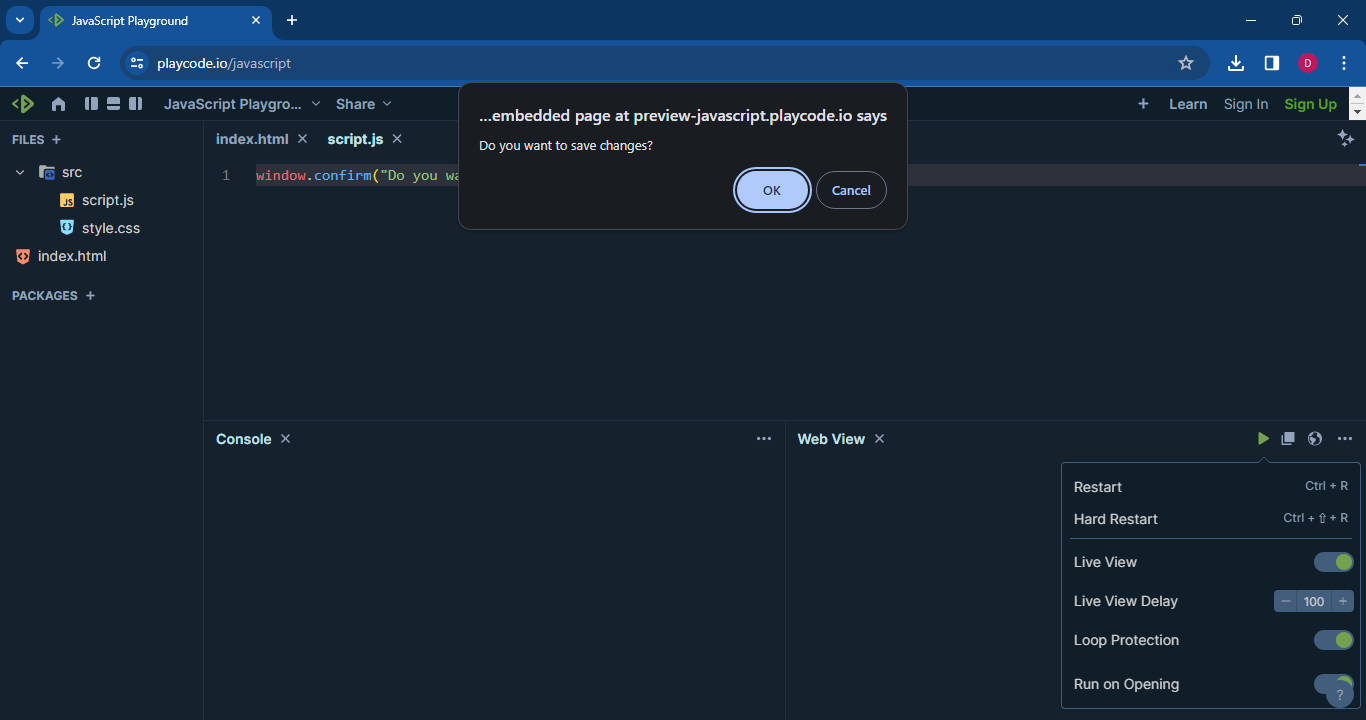 JavaScript Playground
playcode.io/javascript
D
JavaScript Playgro... Share
Learn Sign In Sign Up
...embedded page at preview-javascript.playcode.io says
Do you want to save changes?
OK Cancel
FILES +
index.html script.js
src
1 window.confirm("Do you wa
JS script.js
style.css
index.html
PACKAGES +
Console
Web View
Restart Ctrl + R
Hard Restart Ctrl + ⇧ + R
Live View
Live View Delay − 100 +
Loop Protection
Run on Opening
?